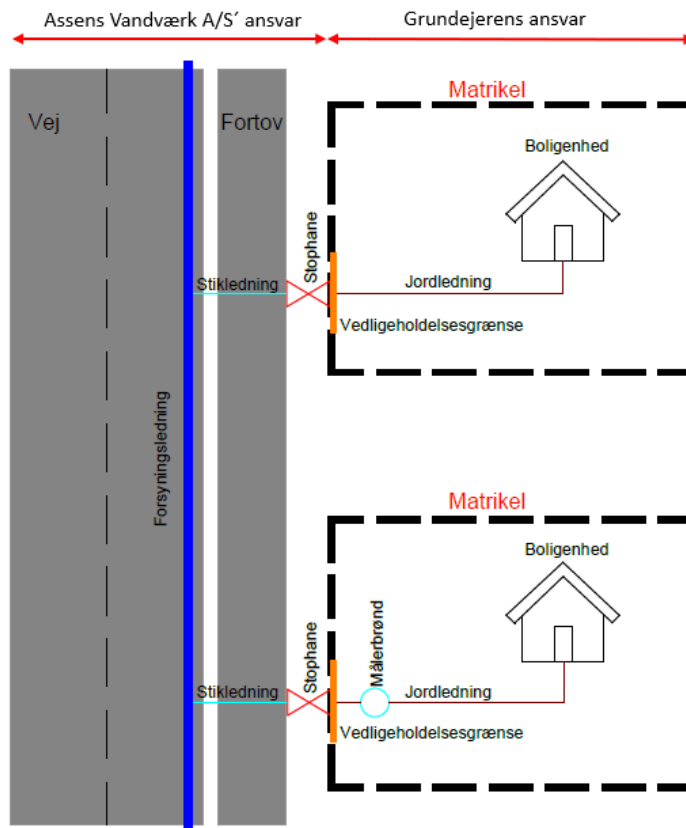 Assens Vandværk A/S´ ansvar
Grundejerens ansvar
Vej
Fortov
Matrikel
Boligenhed
Stophane
Stikledning
Jordledning
Vedligeholdelsesgrænse
Forsyningsledning
Matrikel
Boligenhed
Målerbrønd
Stophane
Stikledning
Jordledning
Vedligeholdelsesgrænse